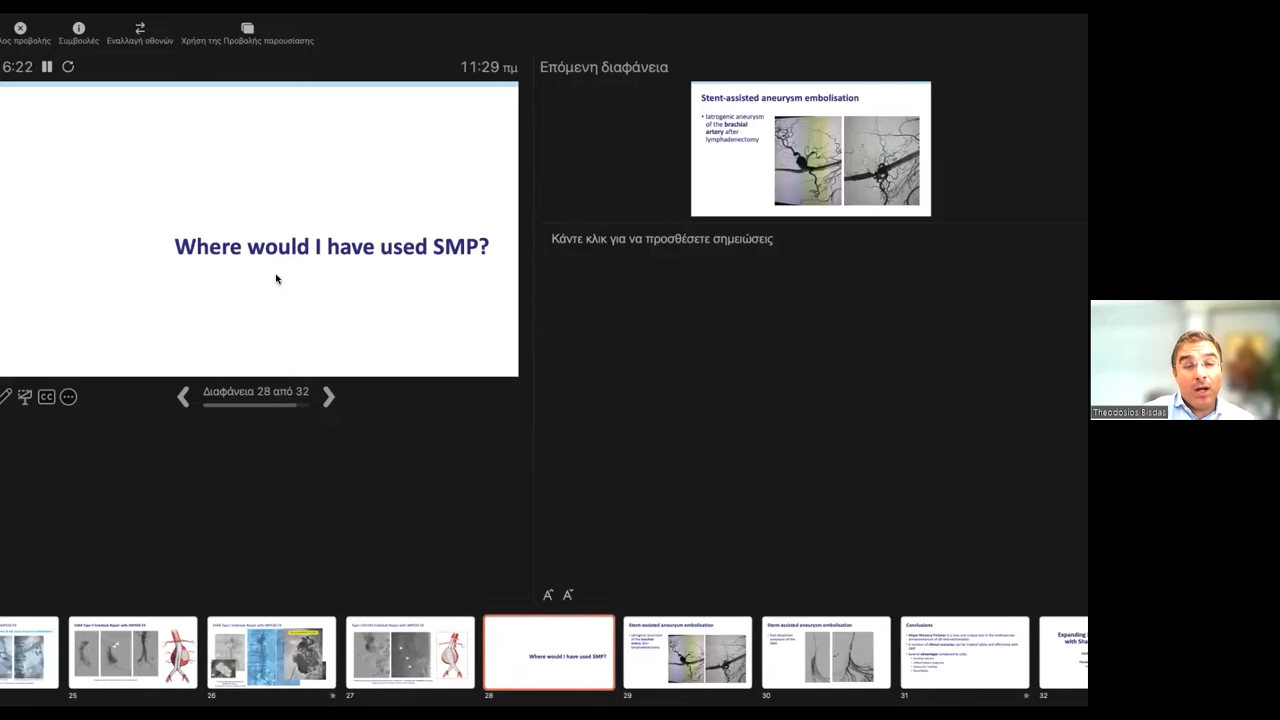 λος προβολής
Συμβουλές
Εναλλαγή οθονών
Χρήση της Προβολής παρουσίασης
6:22
11:29 πμ
Where would I have used SMP?
Διαφάνεια 28 από 32
Επόμενη διαφάνεια
Stent-assisted aneurysm embolisation
• Iatrogenic aneurysm
of the brachial
artery after
lymphadenectomy
Κάντε κλικ για να προσθέσετε σημειώσεις
Theodosios Bisdas
25
26
27
Where would I have used SMP?
28
Stent-assisted aneurysm embolisation
29
Stent-assisted aneurysm embolisation
30
Conclusions
31
Expanding
32